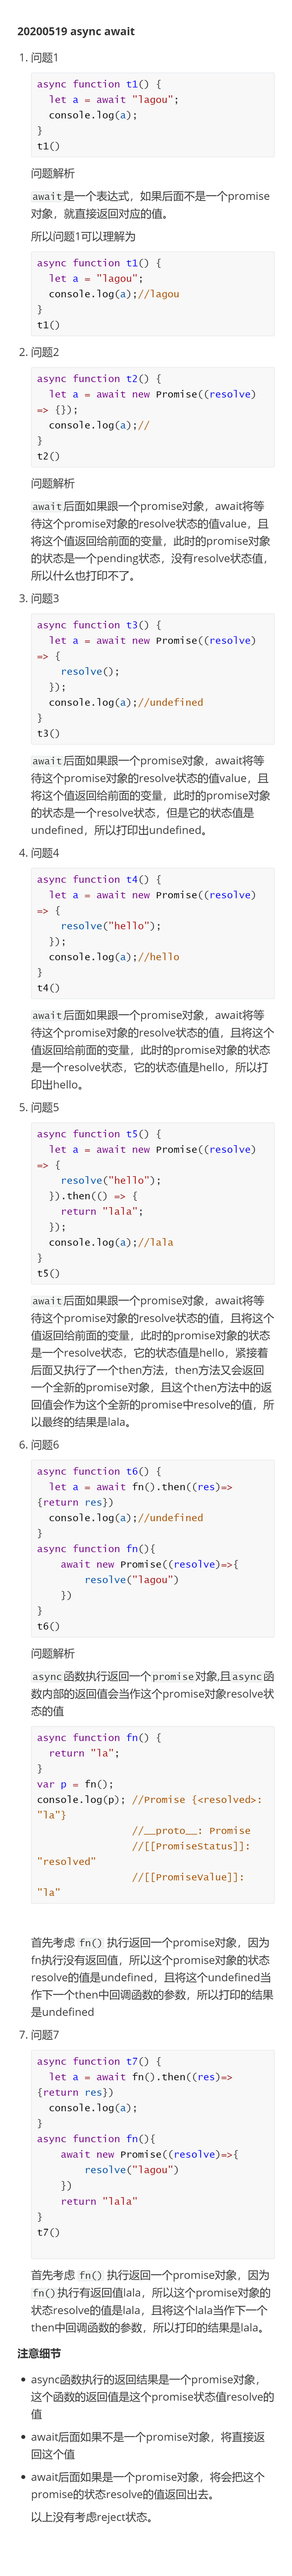 20200519 async await
1. 问题1
async function t1() {
  let a = await "lagou";
  console.log(a);
}
t1()
问题解析
await是一个表达式，如果后面不是一个promise
对象，就直接返回对应的值。
所以问题1可以理解为
async function t1() {
  let a = "lagou";
  console.log(a);//lagou
}
t1()
2. 问题2
async function t2() {
  let a = await new Promise((resolve)
=> {});
  console.log(a);//
}
t2()
问题解析
await后面如果跟一个promise对象，await将等
待这个promise对象的resolve状态的值value，且
将这个值返回给前面的变量，此时的promise对象
的状态是一个pending状态，没有resolve状态值，
所以什么也打印不了。
3. 问题3
async function t3() {
  let a = await new Promise((resolve)
=> {
    resolve();
  });
  console.log(a);//undefined
}
t3()
await后面如果跟一个promise对象，await将等
待这个promise对象的resolve状态的值value，且
将这个值返回给前面的变量，此时的promise对象
的状态是一个resolve状态，但是它的状态值是
undefined，所以打印出undefined。
4. 问题4
async function t4() {
  let a = await new Promise((resolve)
=> {
    resolve("hello");
  });
  console.log(a);//hello
}
t4()
await后面如果跟一个promise对象，await将等
待这个promise对象的resolve状态的值，且将这个
值返回给前面的变量，此时的promise对象的状态
是一个resolve状态，它的状态值是hello，所以打
印出hello。
5. 问题5
async function t5() {
  let a = await new Promise((resolve)
=> {
    resolve("hello");
  }).then(() => {
    return "lala";
  });
  console.log(a);//lala
}
t5()
await后面如果跟一个promise对象，await将等
待这个promise对象的resolve状态的值，且将这个
值返回给前面的变量，此时的promise对象的状态
是一个resolve状态，它的状态值是hello，紧接着
后面又执行了一个then方法，then方法又会返回
一个全新的promise对象，且这个then方法中的返
回值会作为这个全新的promise中resolve的值，所
以最终的结果是lala。
6. 问题6
async function t6() {
  let a = await fn().then((res)=>
{return res})
  console.log(a);//undefined
}
async function fn(){
    await new Promise((resolve)=>{
        resolve("lagou")
    })
}
t6()
问题解析
async函数执行返回一个promise对象,且async函
数内部的返回值会当作这个promise对象resolve状
态的值
async function fn() {
  return "la";
}
var p = fn();
console.log(p); //Promise {<resolved>:
"la"}
                //__proto__: Promise
                //[[PromiseStatus]]:
"resolved"
                //[[PromiseValue]]:
"la"
首先考虑 fn() 执行返回一个promise对象，因为
fn执行没有返回值，所以这个promise对象的状态
resolve的值是undefined，且将这个undefined当
作下一个then中回调函数的参数，所以打印的结果
是undefined
7. 问题7
async function t7() {
  let a = await fn().then((res)=>
{return res})
  console.log(a);
}
async function fn(){
    await new Promise((resolve)=>{
        resolve("lagou")
    })
    return "lala"
}
t7()
首先考虑 fn() 执行返回一个promise对象，因为
fn()执行有返回值lala，所以这个promise对象的
状态resolve的值是lala，且将这个lala当作下一个
then中回调函数的参数，所以打印的结果是lala。
注意细节
• async函数执行的返回结果是一个promise对象，
这个函数的返回值是这个promise状态值resolve的
值
• await后面如果不是一个promise对象，将直接返
回这个值
• await后面如果是一个promise对象，将会把这个
promise的状态resolve的值返回出去。
以上没有考虑reject状态。